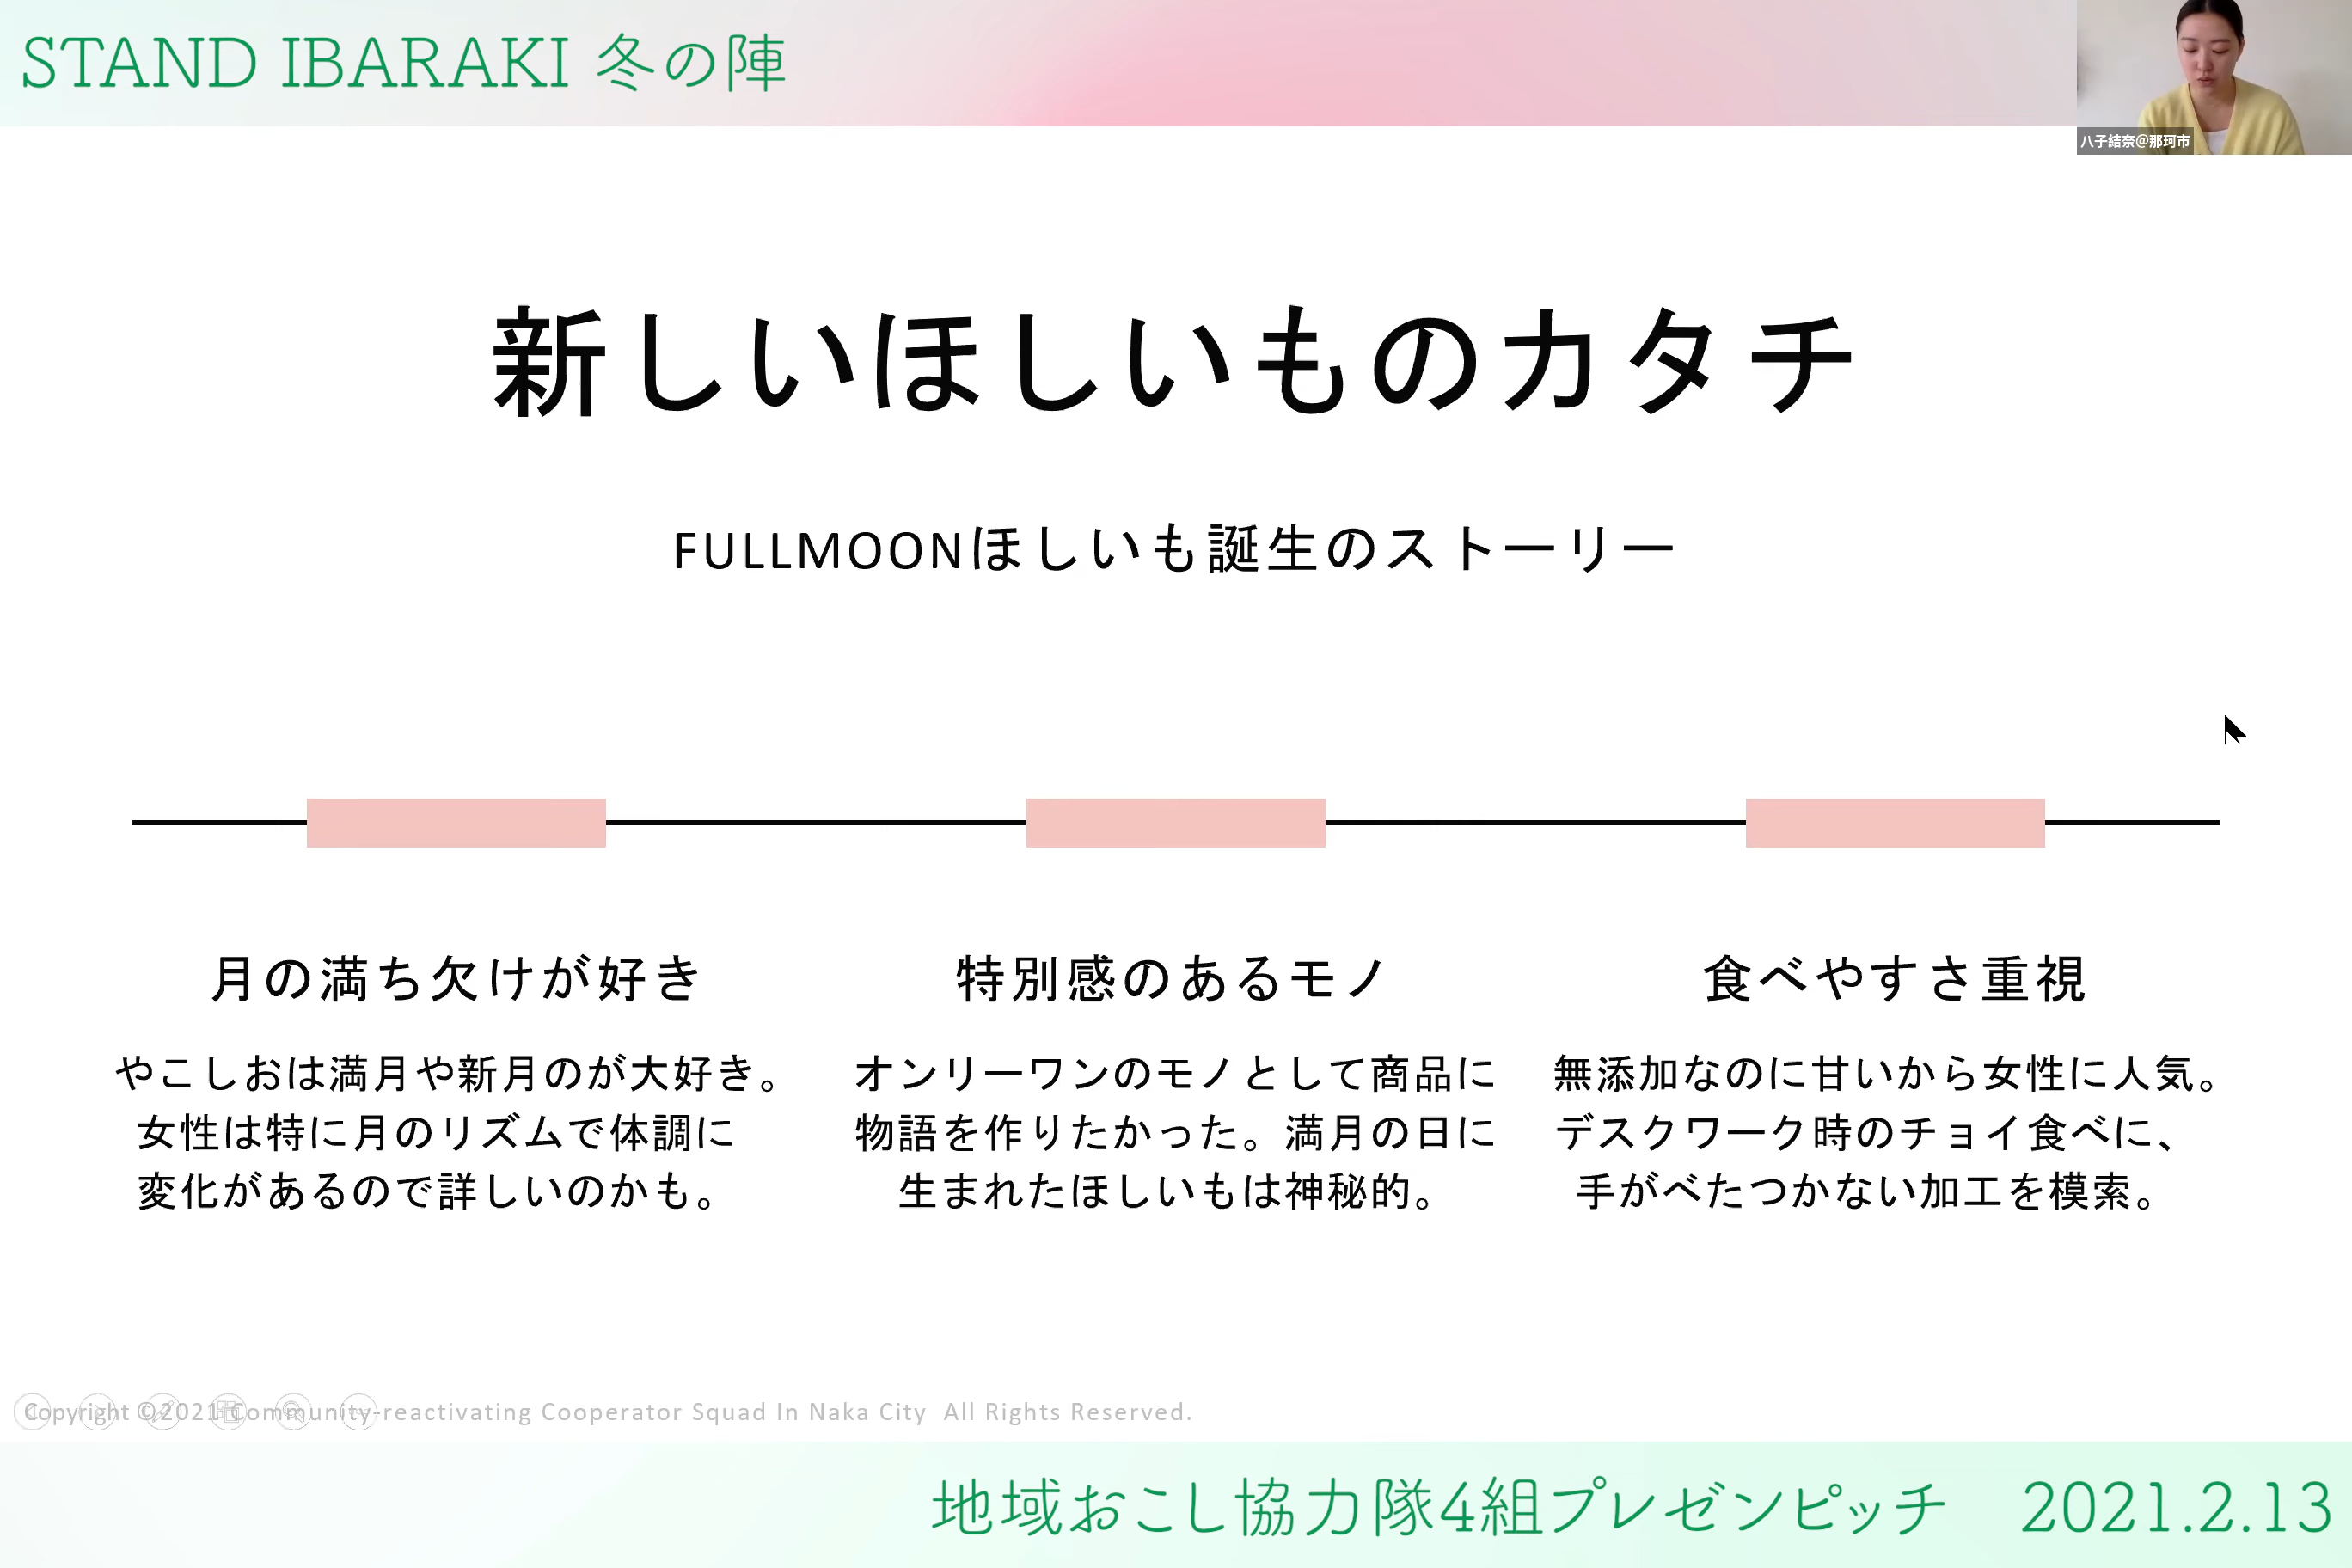 STAND IBARAKI 冬の陣
八子結奈@那珂市
新しいほしいものカタチ
FULLMOONほしいも誕生のストーリー
月の満ち欠けが好き
やこしおは満月や新月のが大好き。
女性は特に月のリズムで体調に
変化があるので詳しいのかも。
特別感のあるモノ
オンリーワンのモノとして商品に
物語を作りたかった。満月の日に
生まれたほしいもは神秘的。
食べやすさ重視
無添加なのに甘いから女性に人気。
デスクワーク時のチョイ食べに、
手がべたつかない加工を模索。
Copyright ©2021 Community-reactivating Cooperator Squad In Naka City All Rights Reserved.
地域おこし協力隊4組プレゼンピッチ 2021.2.13